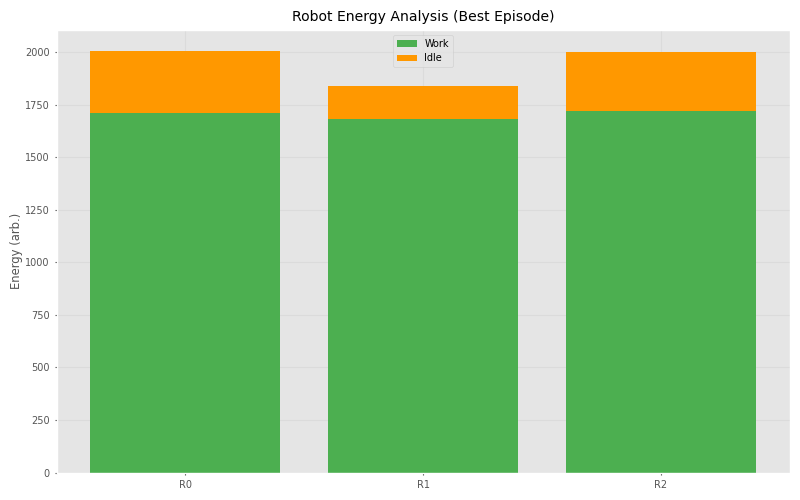 Robot Energy Analysis (Best Episode)
Work
Idle
Energy (arb.)
2000
1750
1500
1250
1000
750
500
250
0
R0
R1
R2